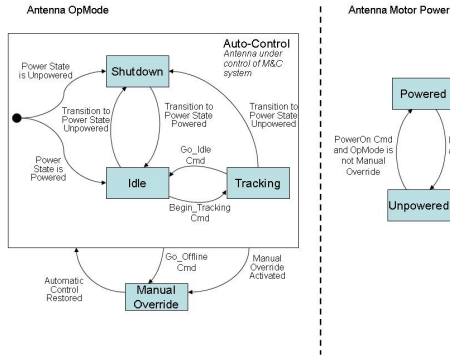 Antenna OpMode
Antenna Motor Power
Auto-Control
Antenna under
control of M&C
system
Power State
is Unpowered
Shutdown
Transition to
Power State
Unpowered
Transition to
Power State
Powered
Transition to
Power State
Unpowered
Power
State is
Powered
Go_Idle
Cmd
Idle
Tracking
Begin_Tracking
Cmd
Go_Offline
Cmd
Manual
Override
Activated
Automatic
Control
Restored
Manual
Override
Powered
PowerOn Cmd
and OpMode is
not Manual
Override
Unpowered